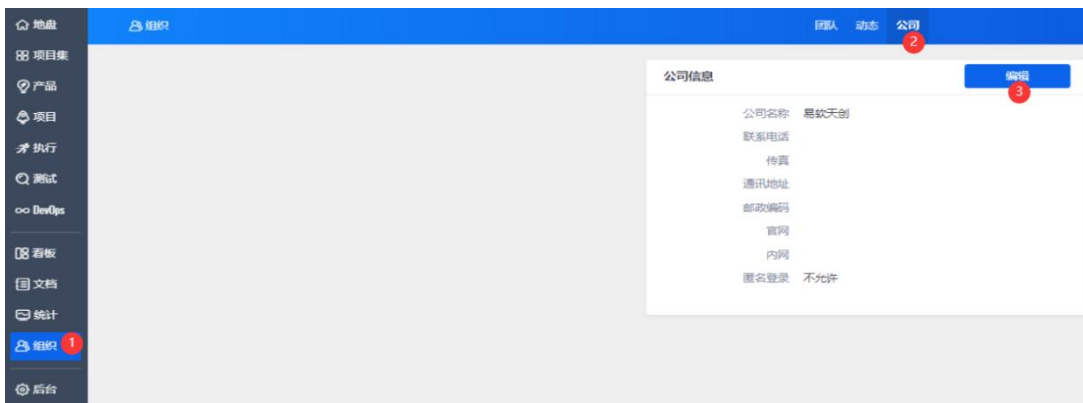 地盘
项目集
产品
项目
执行
测试
DevOps
看板
文档
统计
组织 1
后台
组织
团队 动态 公司
2
公司信息 编辑
3
公司名称 易软天创
联系电话
传真
通讯地址
邮政编码
官网
内网
匿名登录 不允许